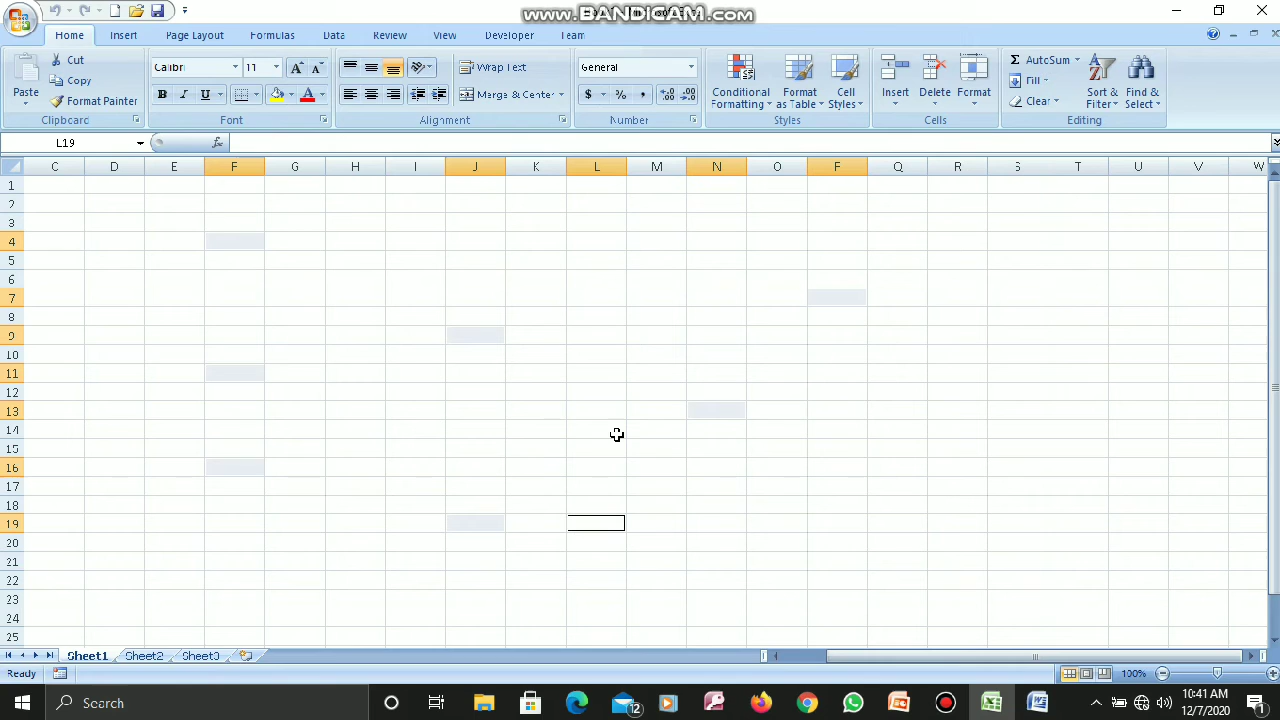 www.BANDICAM.com
Home Insert Page Layout Formulas Data Review View Developer Team
Paste Cut Copy Format Painter Clipboard
Calibri 11 B I U A Font
Wrap Text Merge & Center Alignment
General $ % , Number
Conditional Formatting Format as Table Cell Styles Styles
Insert Delete Format Cells
Σ AutoSum Fill Clear Sort & Filter Find & Select Editing
L19 fx
C D E F G H I J K L M N O P Q R S T U V W
1
2
3
4
5
6
7
8
9
10
11
12
13
14
15
16
17
18
19
20
21
22
23
24
25
Sheet1 Sheet2 Sheet3
Ready 100%
Search 12 10:41 AM
12/7/2020 1